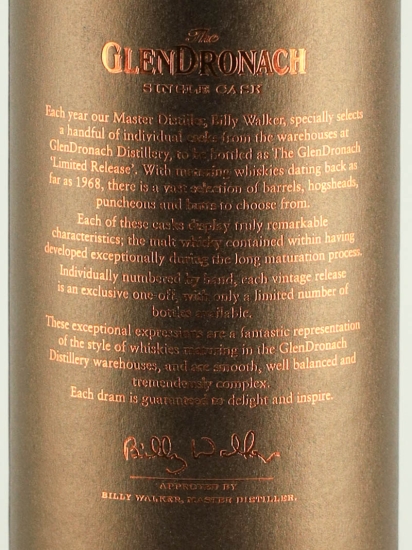 The
GLENDRONACH
SINGLE CASK
Each year our Master Distiller, Billy Walker, specially selects
a handful of individual casks from the warehouses at
GlenDronach Distillery, to be bottled as The GlenDronach
'Limited Release'. With maturing whiskies dating back as
far as 1968, there is a vast selection of barrels, hogsheads,
puncheons and butts to choose from.
Each of these casks display truly remarkable
characteristics; the malt whisky contained within having
developed exceptionally during the long maturation process.
Individually numbered by hand, each vintage release
is an exclusive one-off, with only a limited number of
bottles available.
These exceptional expressions are a fantastic representation
of the style of whiskies maturing in the GlenDronach
Distillery warehouses, and are smooth, well balanced and
tremendously complex.
Each dram is guaranteed to delight and inspire.
Billy Walker
APPROVED BY
BILLY WALKER, MASTER DISTILLER.